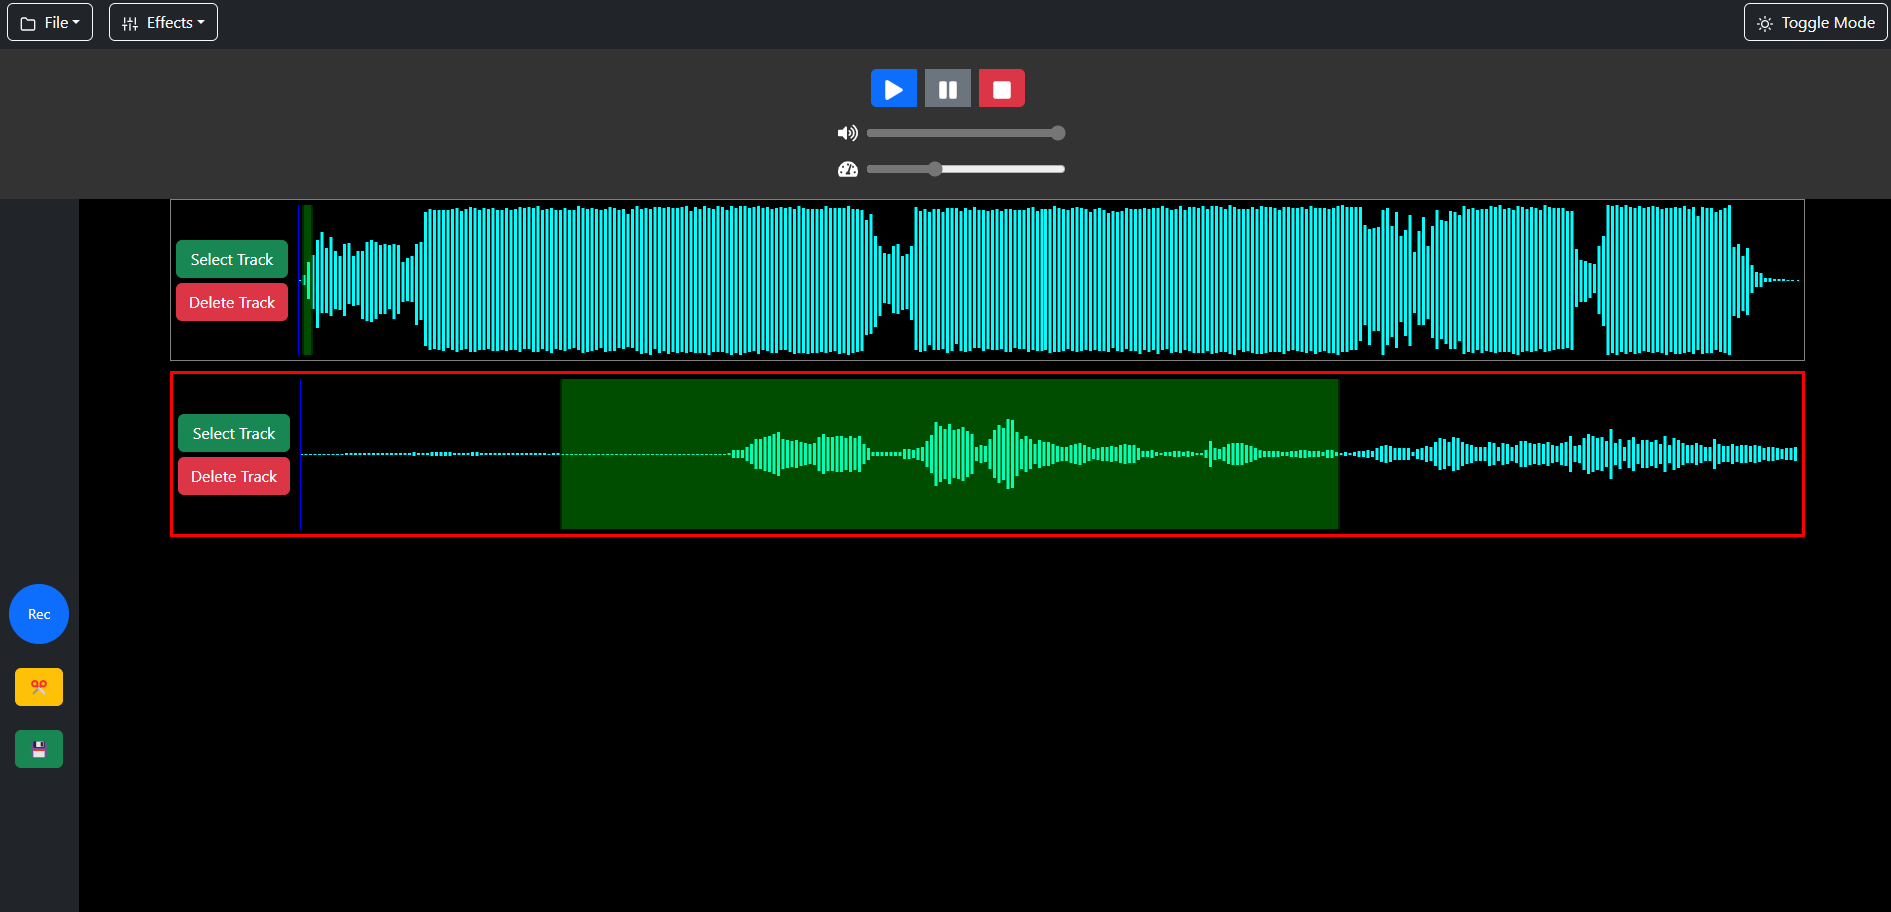 File
Effects
Toggle Mode
Select Track
Delete Track
Select Track
Delete Track
Rec